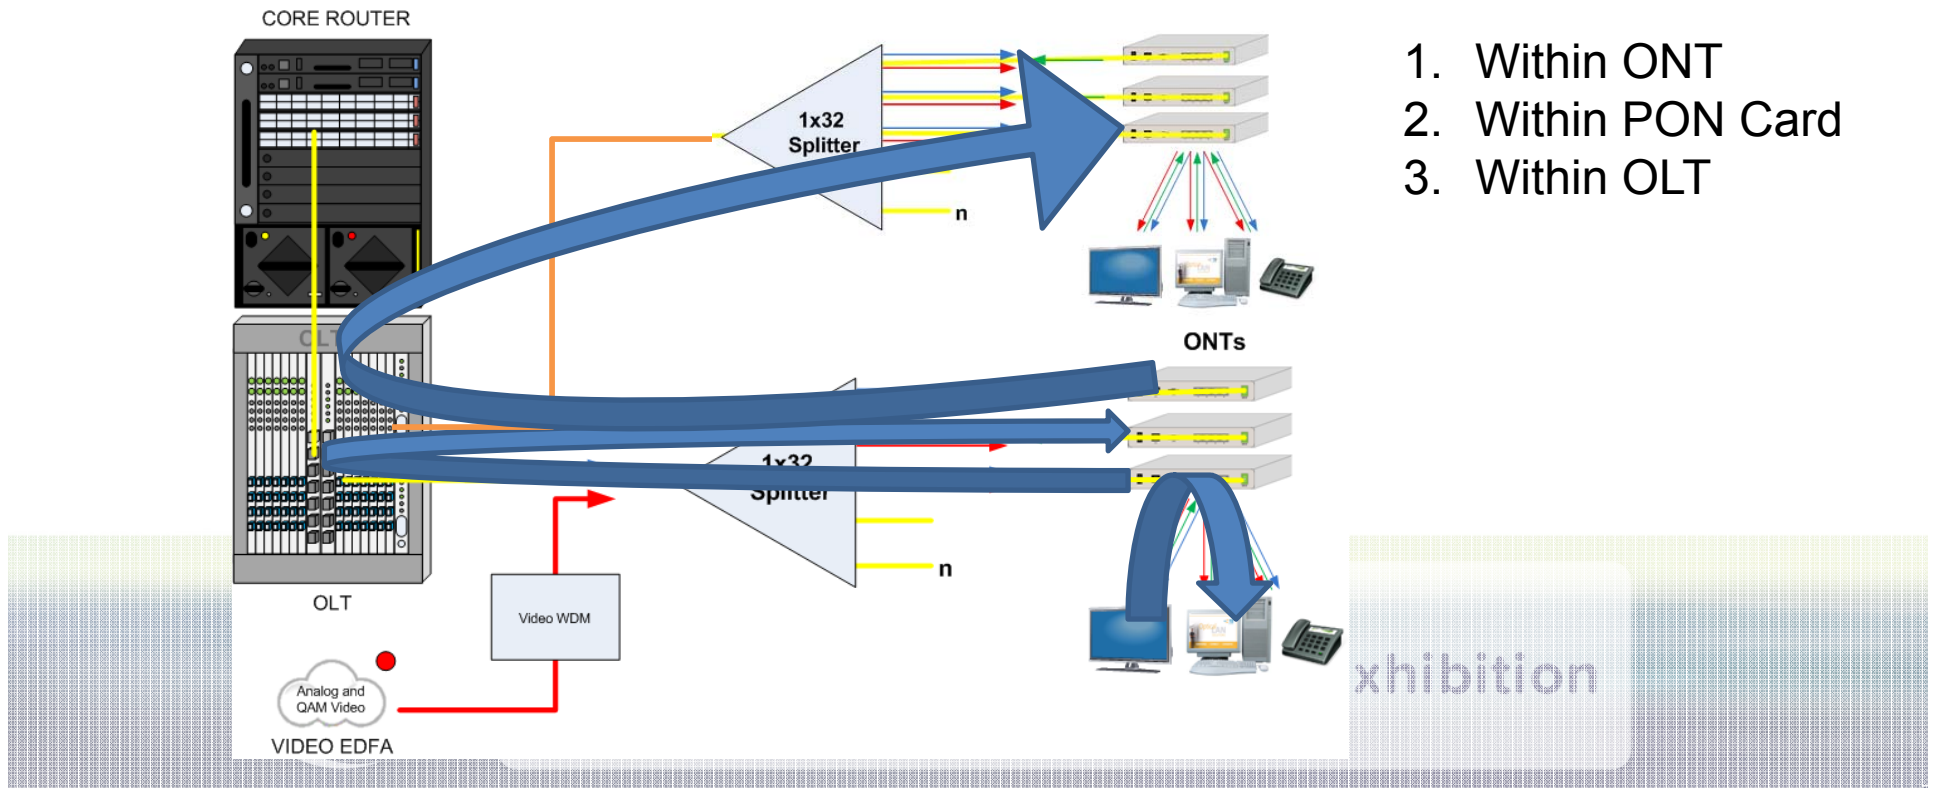 CORE ROUTER
1. Within ONT
2. Within PON Card
3. Within OLT
1x32
Splitter
n
OLT
ONTs
1x32
Splitter
n
OLT
Video WDM
Analog and
QAM Video
VIDEO EDFA
xhibition